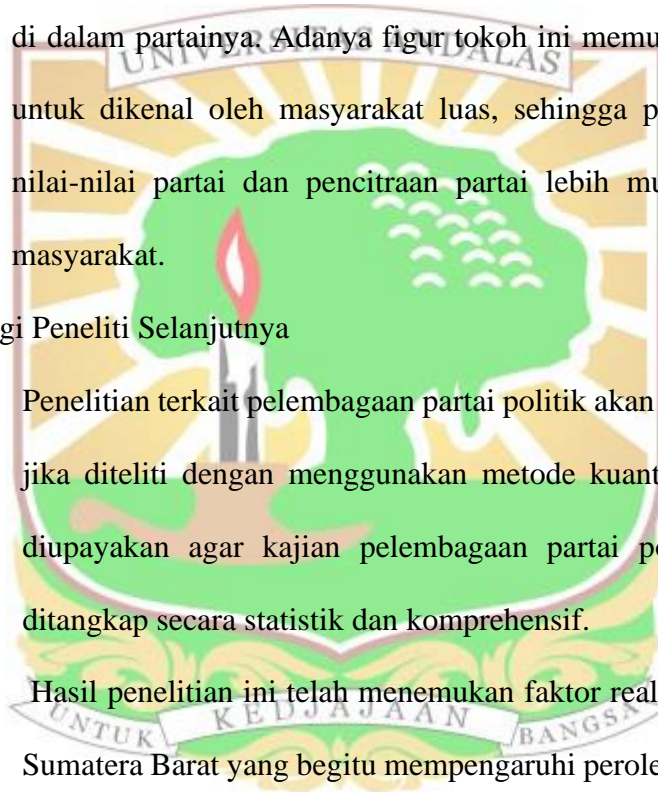 di dalam partainya. Adanya figur tokoh ini memu
UNIVERSITAS ANDALAS
untuk dikenal oleh masyarakat luas, sehingga p
nilai-nilai partai dan pencitraan partai lebih mu
masyarakat.
gi Peneliti Selanjutnya
Penelitian terkait pelembagaan partai politik akan
jika diteliti dengan menggunakan metode kuant
diupayakan agar kajian pelembagaan partai po
ditangkap secara statistik dan komprehensif.
Hasil penelitian ini telah menemukan faktor real
UNTUK KEDJAJAAN BANGSA
Sumatera Barat yang begitu mempengaruhi perole